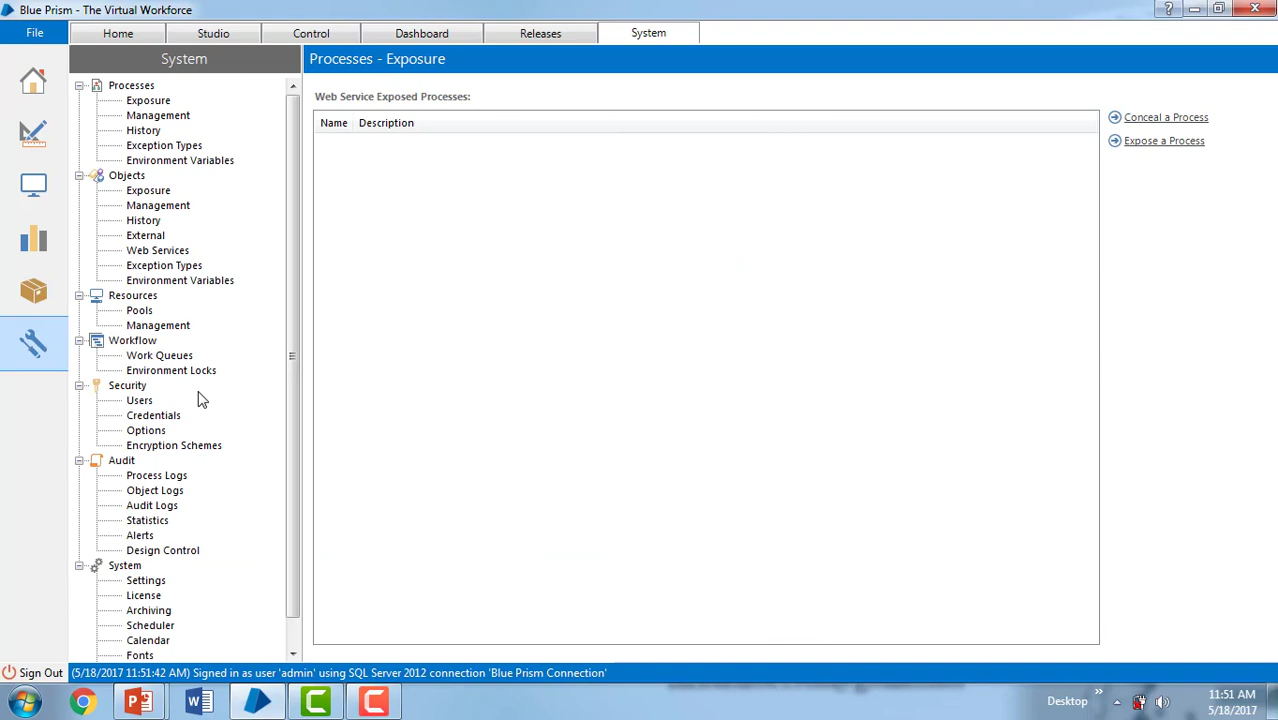 Blue Prism - The Virtual Workforce
File
Home
Studio
Control
Dashboard
Releases
System
System
Processes - Exposure
Processes
Exposure
Management
History
Exception Types
Environment Variables
Objects
Exposure
Management
History
External
Web Services
Exception Types
Environment Variables
Resources
Pools
Management
Workflow
Work Queues
Environment Locks
Security
Users
Credentials
Options
Encryption Schemes
Audit
Process Logs
Object Logs
Audit Logs
Statistics
Alerts
Design Control
System
Settings
License
Archiving
Scheduler
Calendar
Fonts
Web Service Exposed Processes:
Name Description
Conceal a Process
Expose a Process
Sign Out
(5/18/2017 11:51:42 AM) Signed in as user 'admin' using SQL Server 2012 connection 'Blue Prism Connection'
Desktop
11:51 AM
5/18/2017